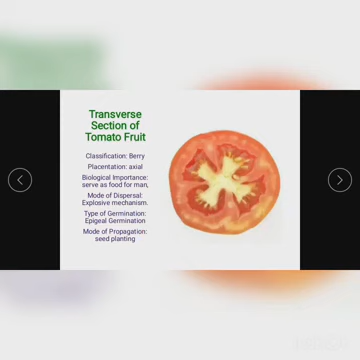 Transverse
Section of
Tomato Fruit
Classification: Berry
Placentation: axial
Biological Importance:
serve as food for man,
Mode of Dispersal:
Explosive mechanism.
Type of Germination:
Epigeal Germination
Mode of Propagation:
seed planting